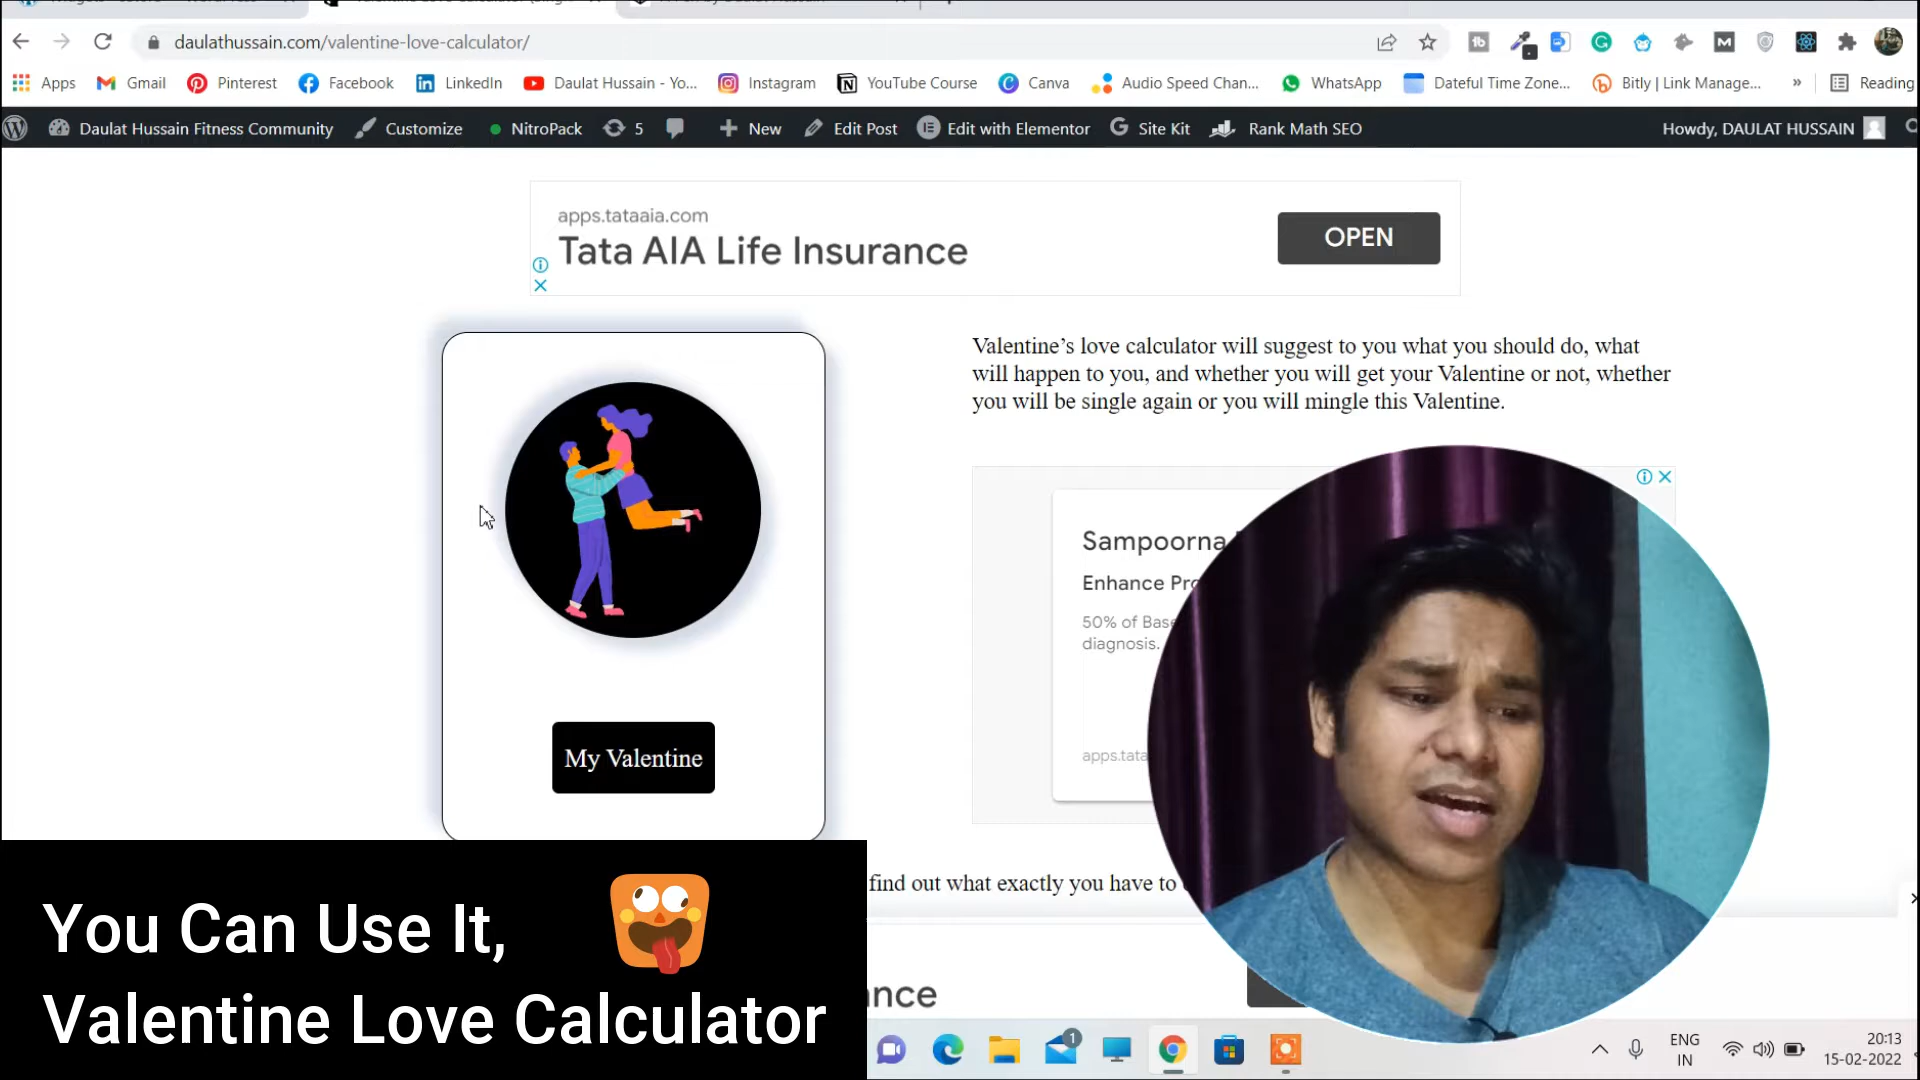 daulathussain.com/valentine-love-calculator/
Apps
Gmail
Pinterest
Facebook
LinkedIn
Daulat Hussain - Yo...
Instagram
YouTube Course
Canva
Audio Speed Chan...
WhatsApp
Dateful Time Zone...
Bitly | Link Manage...
»
Reading
Daulat Hussain Fitness Community
Customize
NitroPack
5
New
Edit Post
Edit with Elementor
Site Kit
Rank Math SEO
Howdy, DAULAT HUSSAIN
apps.tataaia.com
Tata AIA Life Insurance
OPEN
My Valentine
Valentine's love calculator will suggest to you what you should do, what
will happen to you, and whether you will get your Valentine or not, whether
you will be single again or you will mingle this Valentine.
Sampoorna
Enhance
50% of
diagnosis.
find out what exactly you have to
You Can Use It,
Valentine Love Calculator
1
ENG
IN
20:13
15-02-2022